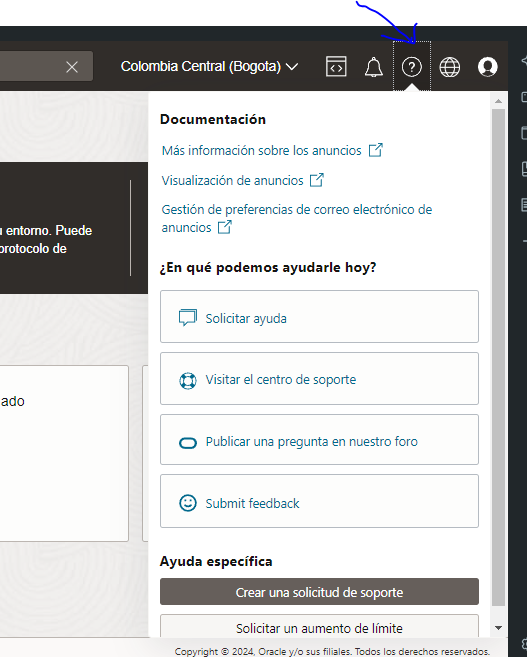 Colombia Central (Bogota)
Documentación
Más información sobre los anuncios
Visualización de anuncios
Gestión de preferencias de correo electrónico de
anuncios
u entorno. Puede
protocolo de
¿En qué podemos ayudarle hoy?
Solicitar ayuda
ado
Visitar el centro de soporte
Publicar una pregunta en nuestro foro
Submit feedback
Ayuda específica
Crear una solicitud de soporte
Solicitar un aumento de límite
Copyright © 2024, Oracle y/o sus filiales. Todos los derechos reservados.